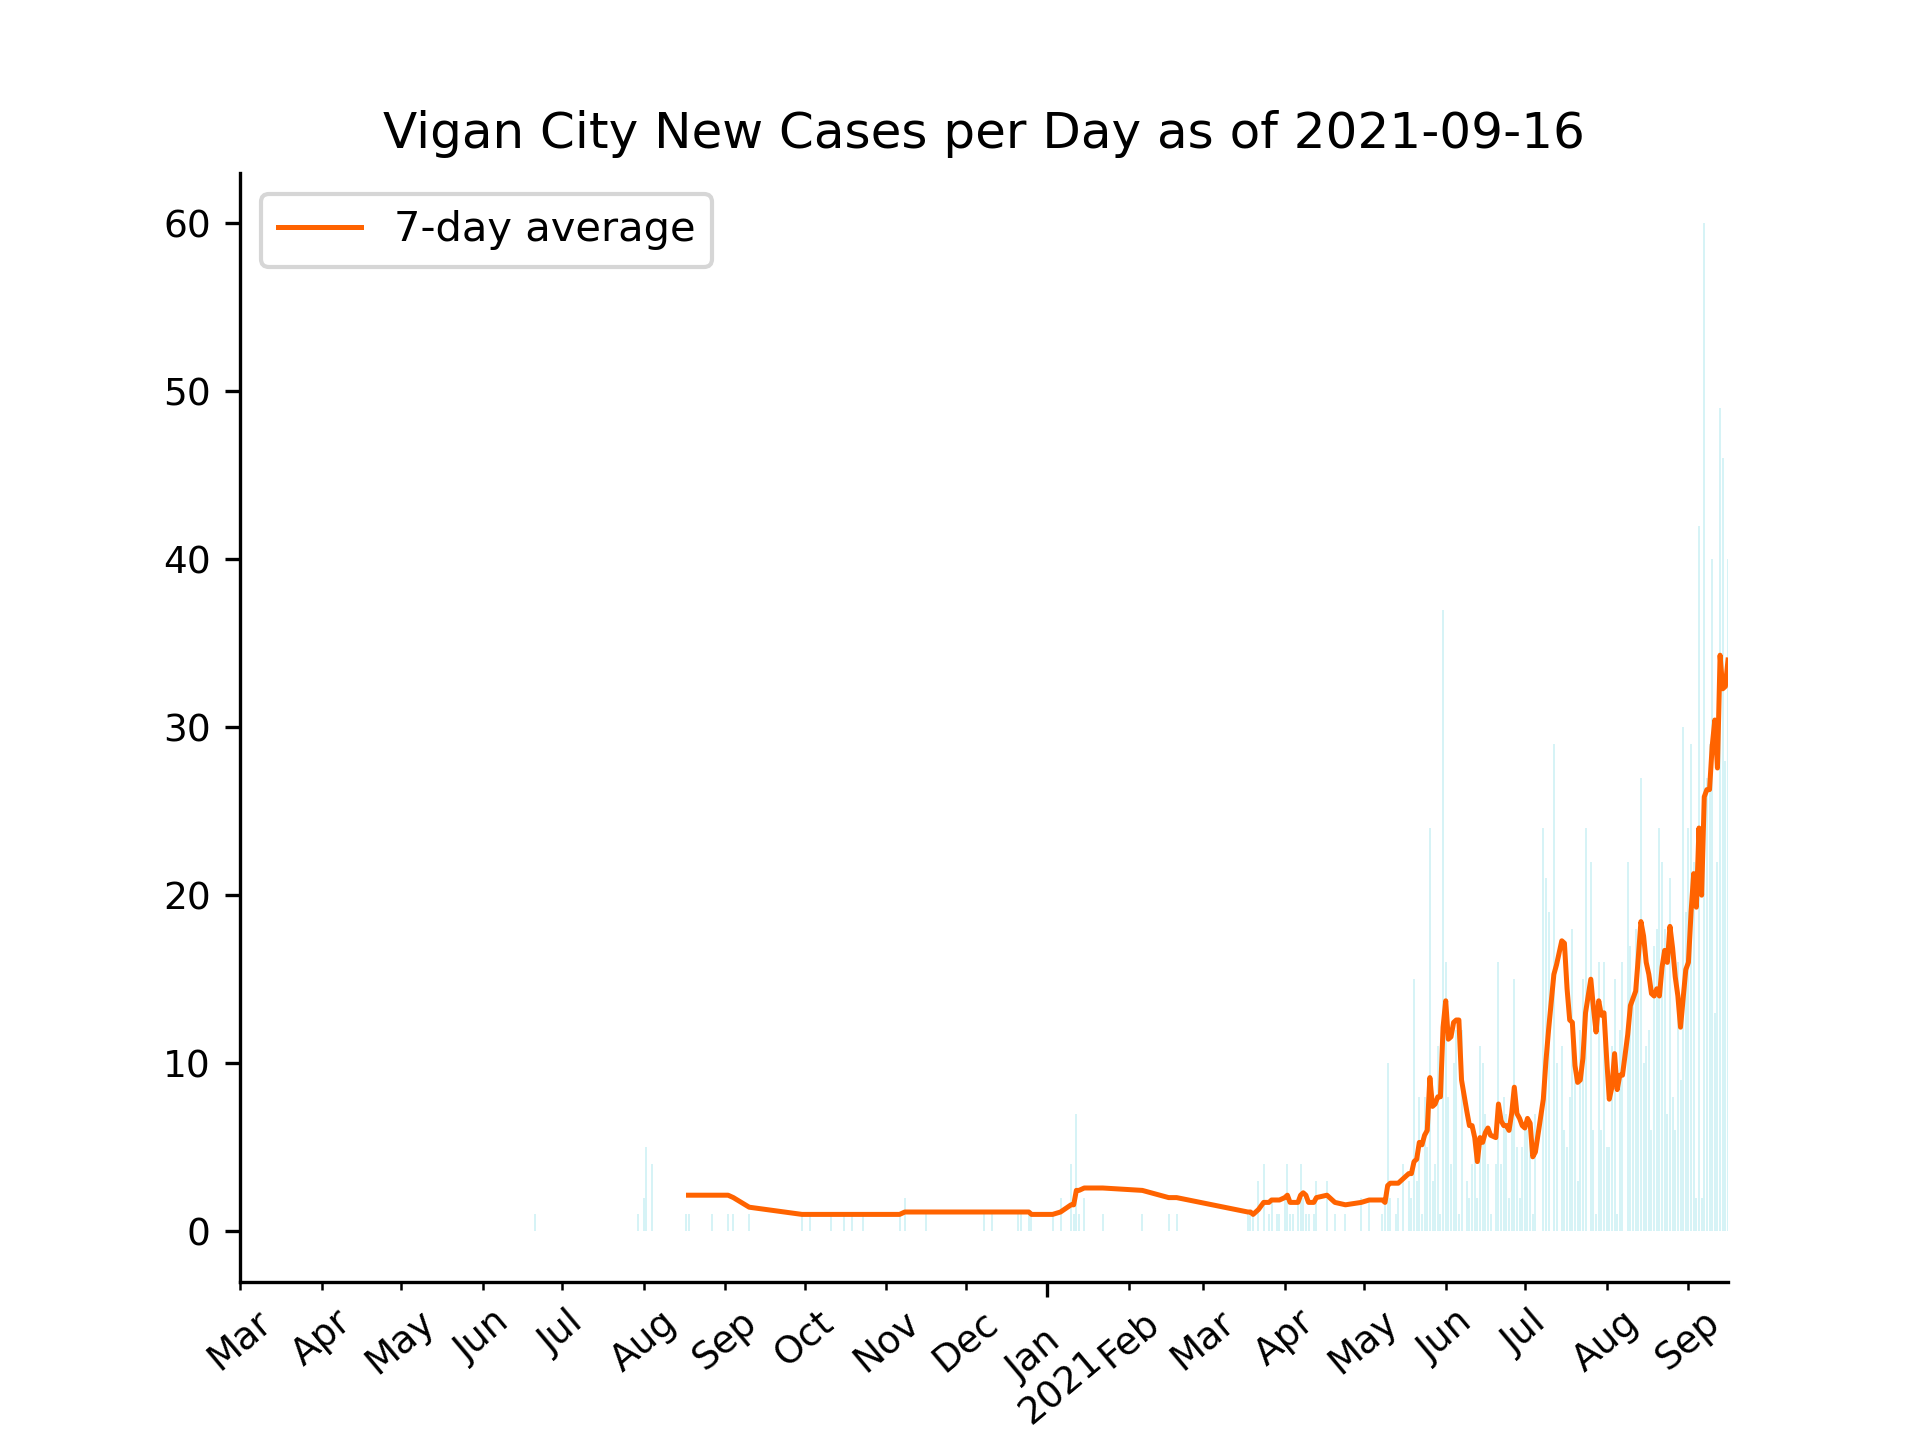 Vigan City New Cases per Day as of 2021-09-16
7-day average
60
50
40
30
20
10
0
Mar Apr May Jun Jul Aug Sep Oct Nov Dec Jan Feb Mar Apr May Jun Jul Aug Sep
2021